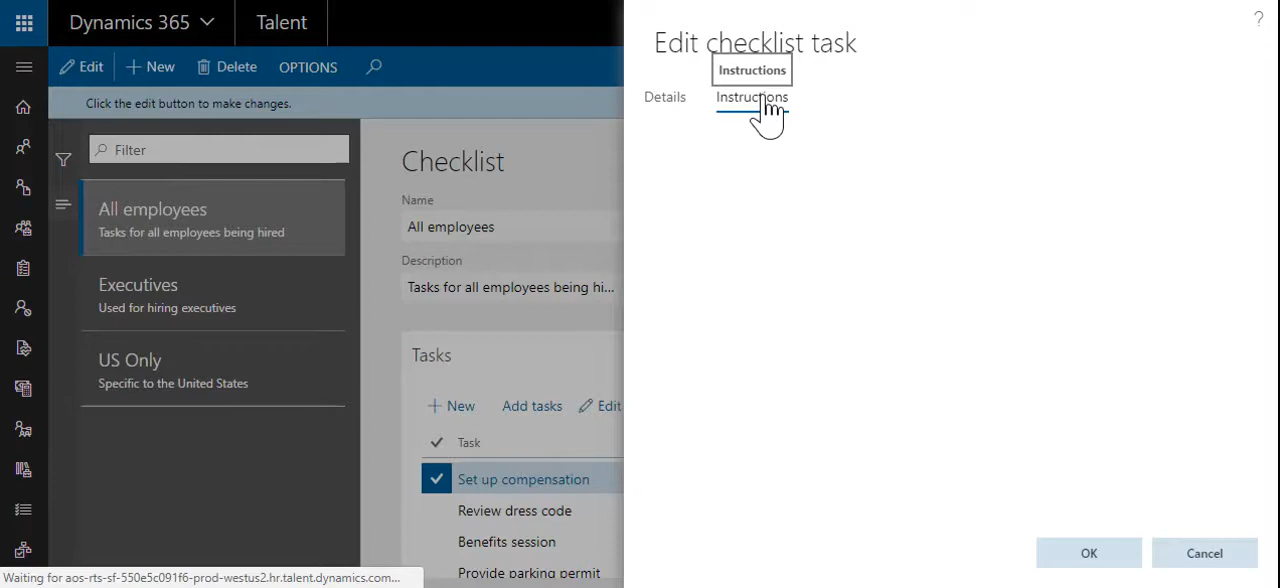 Dynamics 365
Talent
Edit
New
Delete
OPTIONS
Click the edit button to make changes.
Filter
All employees
Tasks for all employees being hired
Executives
Used for hiring executives
US Only
Specific to the United States
Checklist
Name
All employees
Description
Tasks for all employees being hi...
Tasks
New
Add tasks
Edit
Task
Set up compensation
Review dress code
Benefits session
Provide parking permit
?
Edit checklist task
Instructions
Details
Instructions
OK
Cancel
Waiting for aos-rts-sf-550e5c091f6-prod-westus2.hr.talent.dynamics.com...